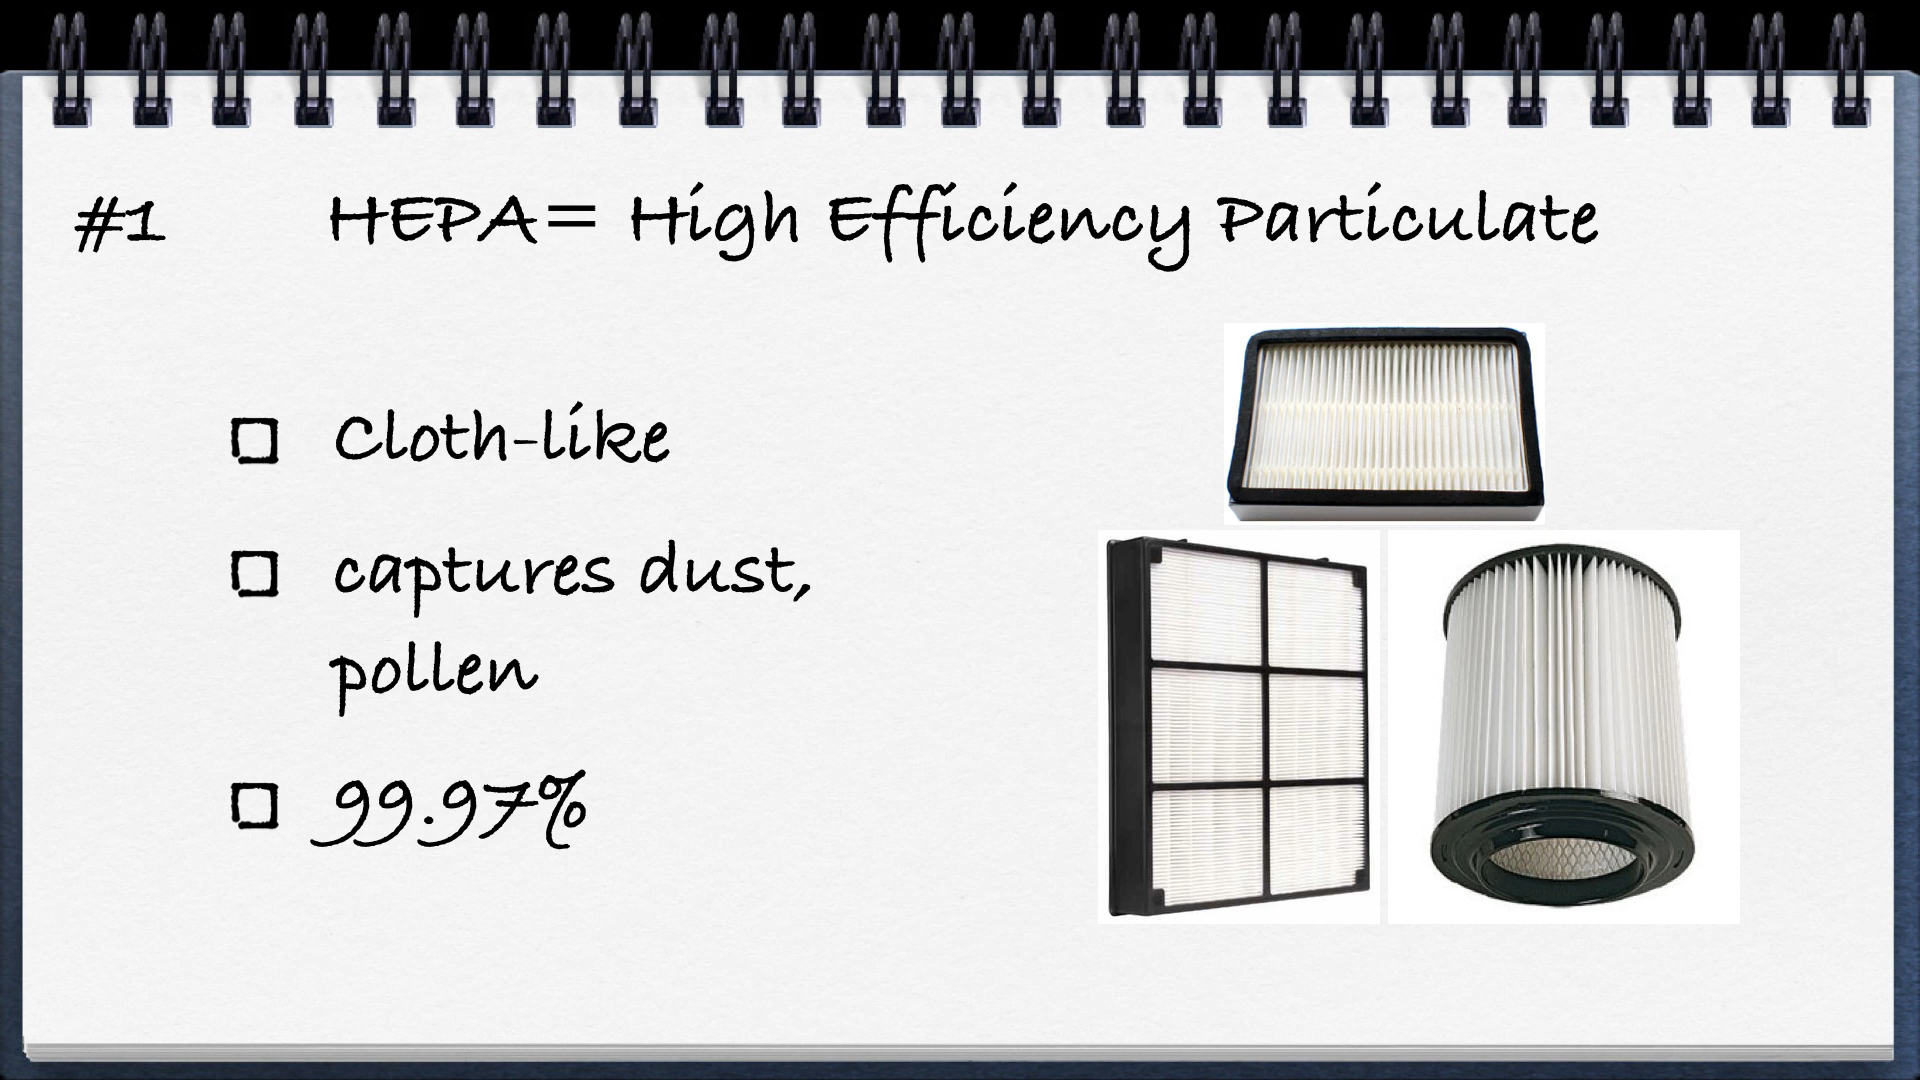 #1 HEPA= High Efficiency Particulate
Cloth-like
captures dust,
pollen
99.97%